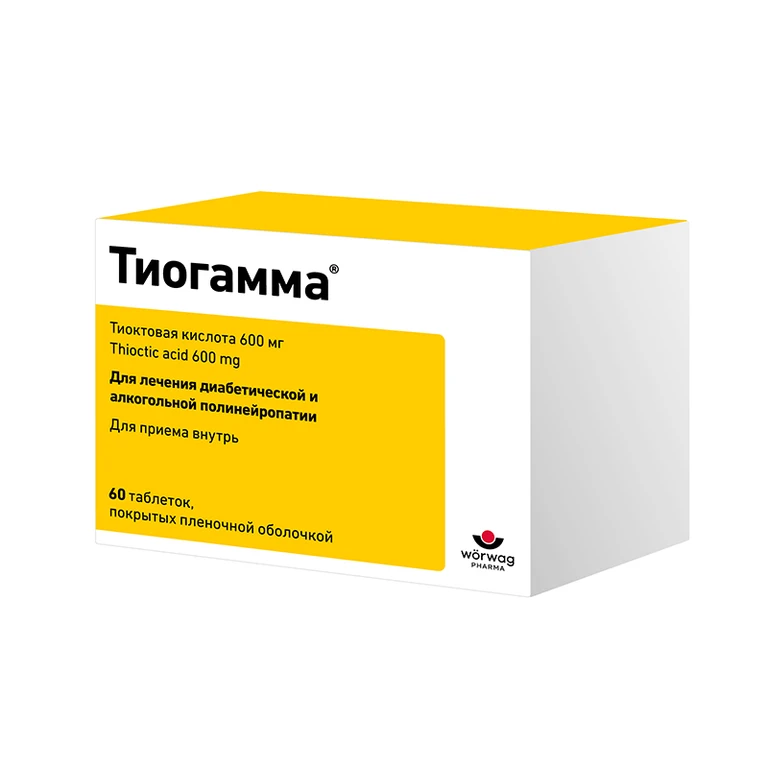 Тиогамма®
Тиоктовая кислота 600 мг
Thioctic acid 600 mg
Для лечения диабетической и
алкогольной полинейропатии
Для приема внутрь
60 таблеток,
покрытых пленочной оболочкой
wörwag
PHARMA